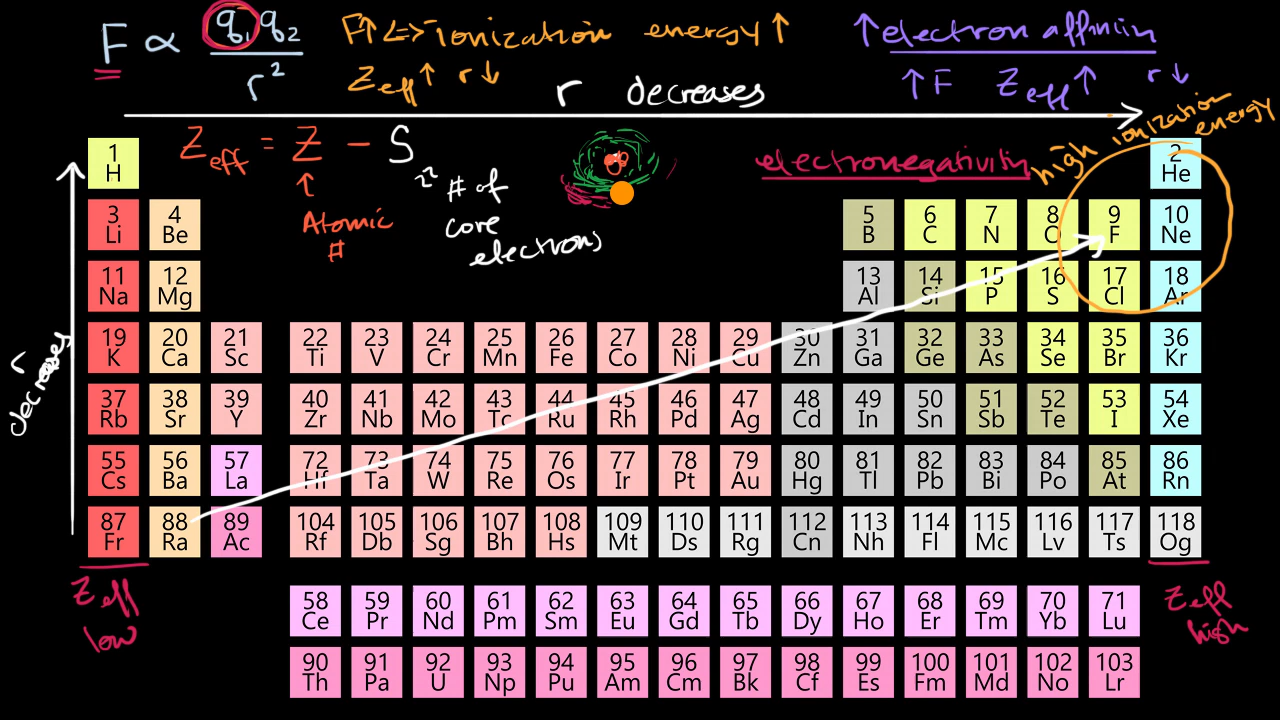 F ∝ q₁q₂ / r²
F↑ <=> ionization energy ↑
Zeff↑ r↓
↑electron affinity
↑F Zeff↑ r↓
r decreases
high ionization energy
Zeff = Z - S
↑
Atomic #
# of core electrons
electronegativity
r decreases
1 H 2 He
3 Li 4 Be 5 B 6 C 7 N 8 O 9 F 10 Ne
11 Na 12 Mg 13 Al 14 Si 15 P 16 S 17 Cl 18 Ar
19 K 20 Ca 21 Sc 22 Ti 23 V 24 Cr 25 Mn 26 Fe 27 Co 28 Ni 29 Cu 30 Zn 31 Ga 32 Ge 33 As 34 Se 35 Br 36 Kr
37 Rb 38 Sr 39 Y 40 Zr 41 Nb 42 Mo 43 Tc 44 Ru 45 Rh 46 Pd 47 Ag 48 Cd 49 In 50 Sn 51 Sb 52 Te 53 I 54 Xe
55 Cs 56 Ba 57 La 72 Hf 73 Ta 74 W 75 Re 76 Os 77 Ir 78 Pt 79 Au 80 Hg 81 Tl 82 Pb 83 Bi 84 Po 85 At 86 Rn
87 Fr 88 Ra 89 Ac 104 Rf 105 Db 106 Sg 107 Bh 108 Hs 109 Mt 110 Ds 111 Rg 112 Cn 113 Nh 114 Fl 115 Mc 116 Lv 117 Ts 118 Og
Zeff low
Zeff high
58 Ce 59 Pr 60 Nd 61 Pm 62 Sm 63 Eu 64 Gd 65 Tb 66 Dy 67 Ho 68 Er 69 Tm 70 Yb 71 Lu
90 Th 91 Pa 92 U 93 Np 94 Pu 95 Am 96 Cm 97 Bk 98 Cf 99 Es 100 Fm 101 Md 102 No 103 Lr